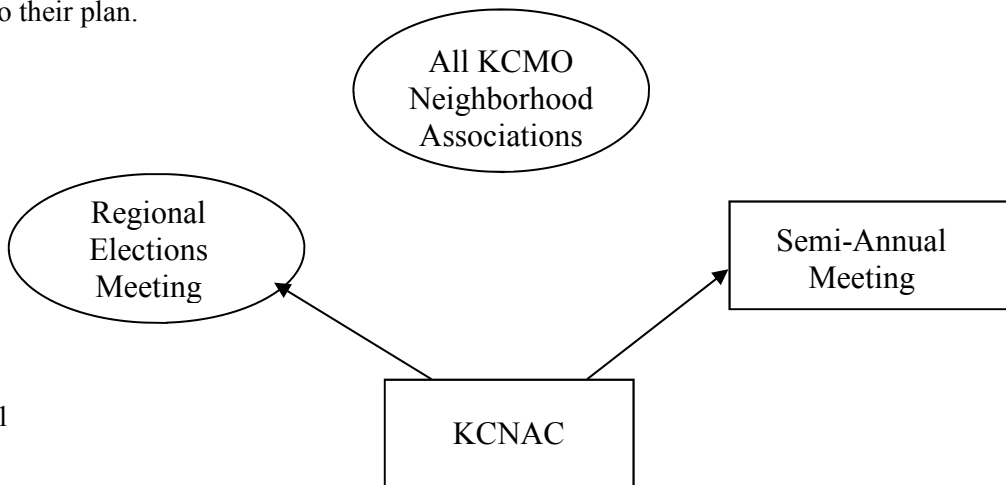 o their plan.
All KCMO
Neighborhood
Associations
Regional
Elections
Meeting
Semi-Annual
Meeting
1
KCNAC